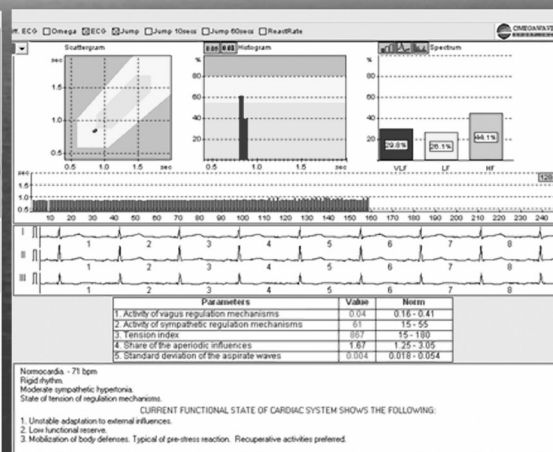 ff. ECG Omega ECG Jump Jump 10secs Jump 60secs ReactRate
OMEGAWAVE
Scattergram Histogram Spectrum
sec % %
1.5 80 80
60 60
1.0 40 40
20 20
0.5
29.8% 26.1% 44.1%
0.5 1.0 1.5 sec 0.5 1.0 1.5 sec VLF LF HF
sec
1.5
1.0
0.5
10 20 30 40 50 60 70 80 90 100 110 120 130 140 150 160 170 180 190 200 210 220 230 240
I
1 2 3 4 5 6 7 8
II
1 2 3 4 5 6 7 8
III
1 2 3 4 5 6 7 8
Parameters Value Norm
1. Activity of vagus regulation mechanisms 0.04 0.16 - 0.41
2. Activity of sympathetic regulation mechanisms 61 15 - 55
3. Tension index 867 15 - 180
4. Share of the aperiodic influences 1.67 1.25 - 3.05
5. Standard deviation of the aspirate waves 0.004 0.018 - 0.054
Normocardia. - 71 bpm
Rigid rhythm.
Moderate sympathetic hypertonia.
State of tension of regulation mechanisms.
CURRENT FUNCTIONAL STATE OF CARDIAC SYSTEM SHOWS THE FOLLOWING:
1. Unstable adaptation to external influences.
2. Low functional reserve.
3. Mobilization of body defenses. Typical of pre-stress reaction. Recuperative activities preferred.